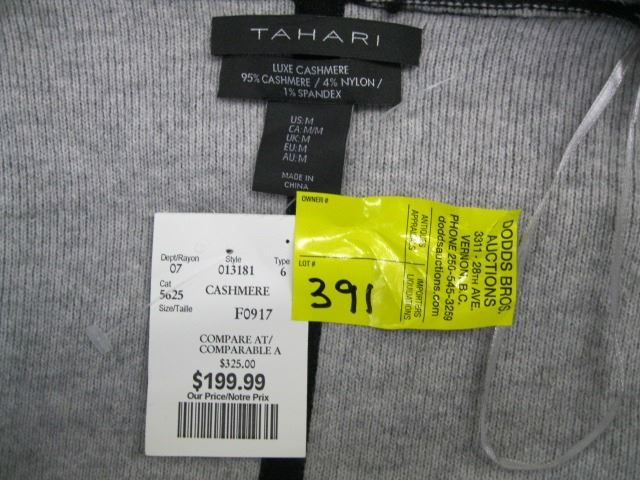 TAHARI
LUXE CASHMERE
95% CASHMERE / 4% NYLON /
1% SPANDEX
US: M
CA: M/M
UK: M
EU: M
AU: M
MADE IN
CHINA
Dept/Rayon Style Type
07 013181 6
Cat
5625 CASHMERE
Size/Taille F0917
COMPARE AT/
COMPARABLE A
$325.00
$199.99
Our Price/Notre Prix
OWNER #
LOT #
391
ANTIQUES
APPRAISALS
IMPORTERS
LIQUIDATIONS
DODDS BROS.
AUCTIONS
3311 - 28TH AVE.
VERNON, B.C.
PHONE 250-545-3259
doddsauctions.com